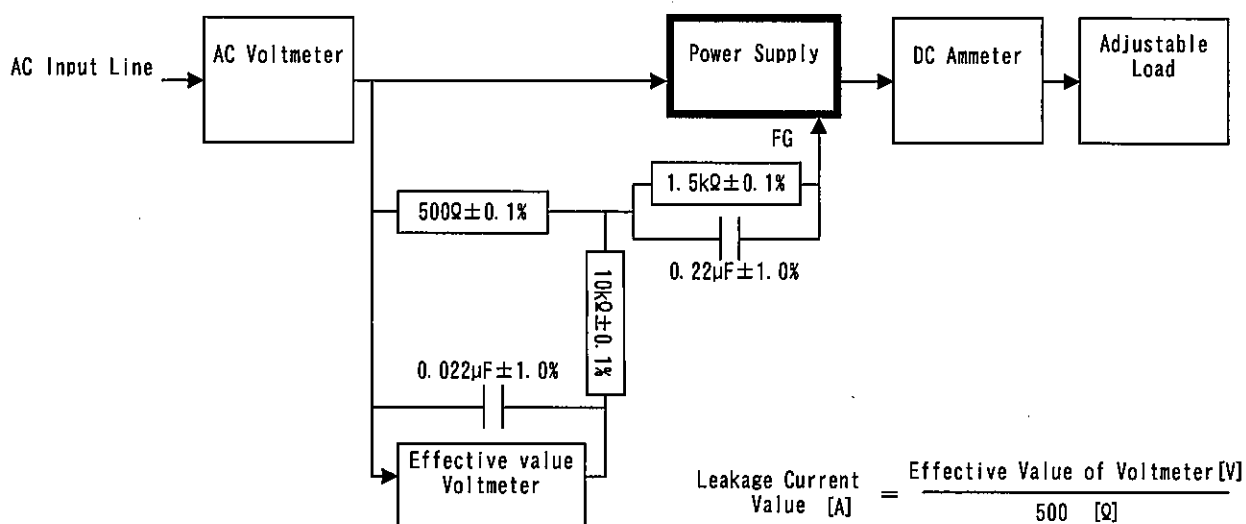 AC Input Line
AC Voltmeter
Power Supply
DC Ammeter
Adjustable
Load
FG
1.5kΩ±0.1%
500Ω±0.1%
0.22μF±1.0%
10kΩ±0.1%
0.022μF±1.0%
Effective value
Voltmeter
Leakage Current
Value [A]
=
Effective Value of Voltmeter[V]
500 [Ω]